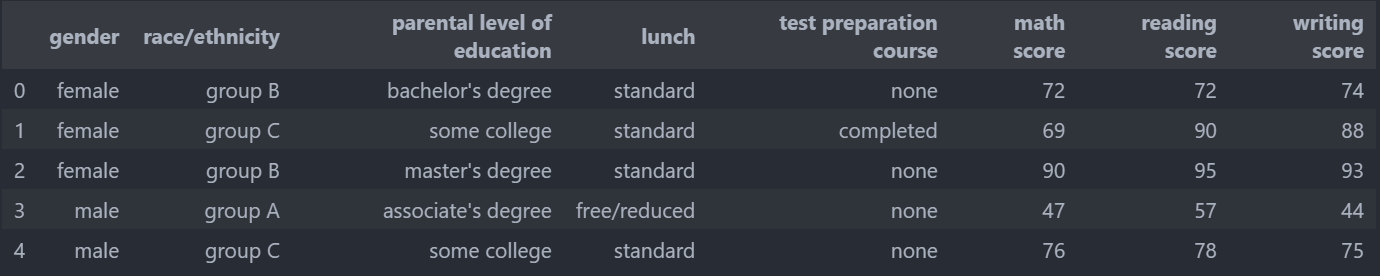 gender race/ethnicity parental level of education lunch test preparation course math score reading score writing score
0 female group B bachelor's degree standard none 72 72 74
1 female group C some college standard completed 69 90 88
2 female group B master's degree standard none 90 95 93
3 male group A associate's degree free/reduced none 47 57 44
4 male group C some college standard none 76 78 75